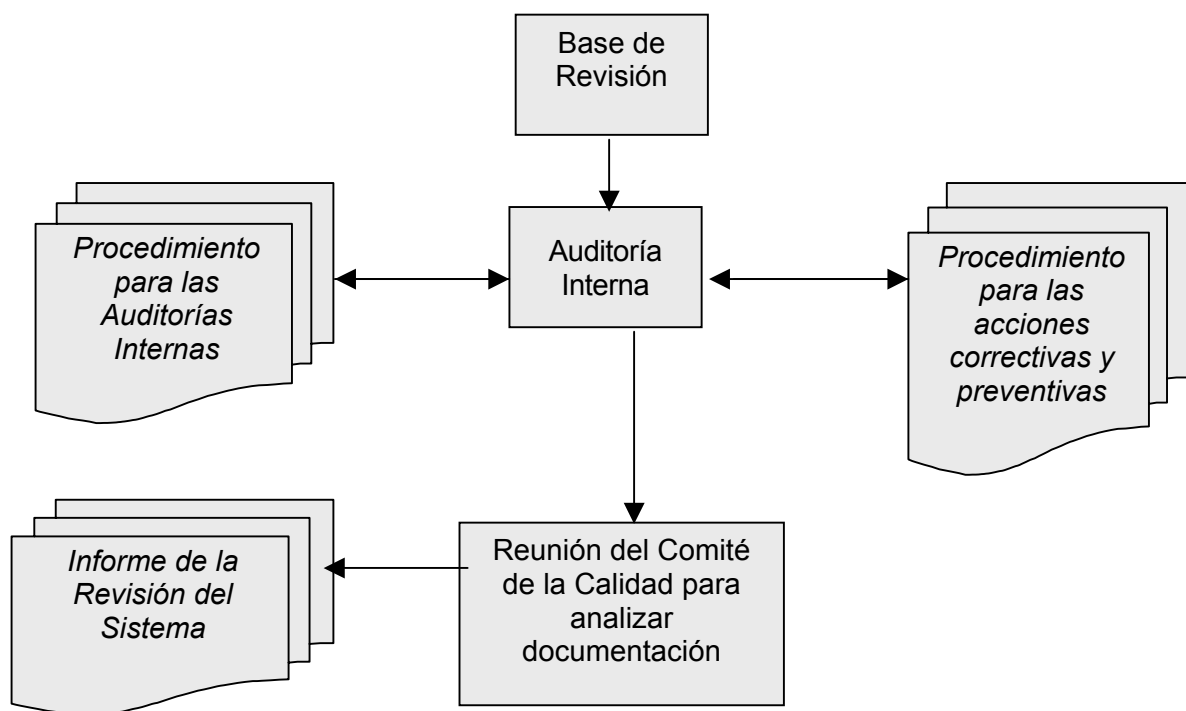 Base de
Revisión
Procedimiento
para las
Auditorías
Internas
Auditoría
Interna
Procedimiento
para las
acciones
correctivas y
preventivas
Informe de la
Revisión del
Sistema
Reunión del Comité
de la Calidad para
analizar
documentación